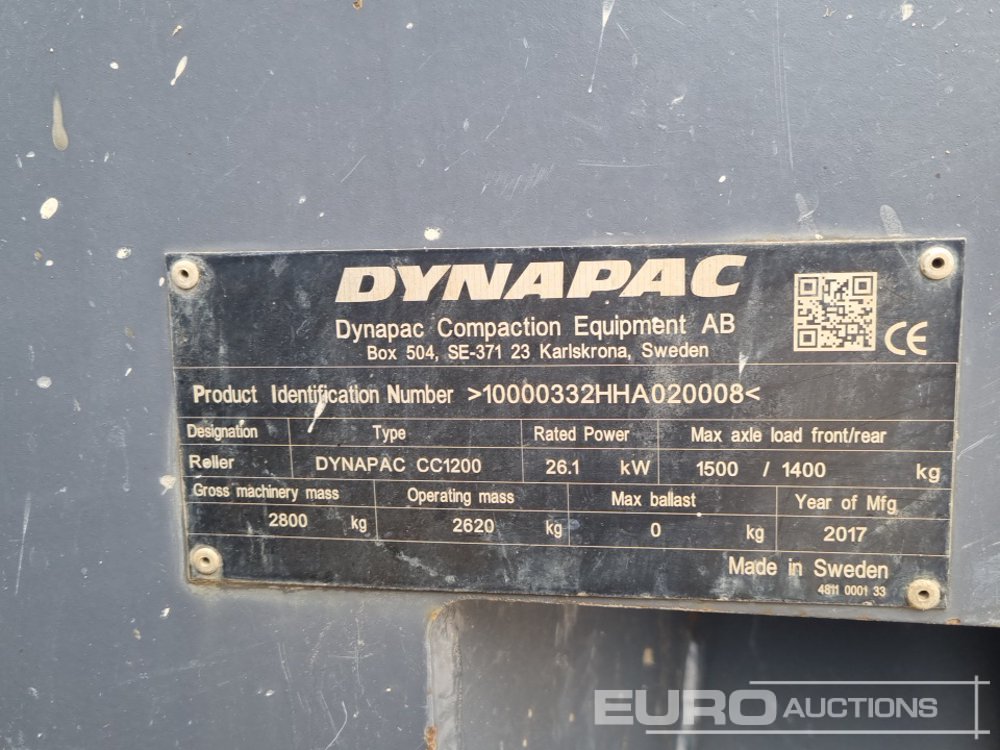 DYNAPAC
Dynapac Compaction Equipment AB
Box 504, SE-371 23 Karlskrona, Sweden
CE
Product Identification Number >10000332HHA020008<
Designation Type Rated Power Max axle load front/rear
Roller DYNAPAC CC1200 26.1 kW 1500 / 1400 kg
Gross machinery mass Operating mass Max ballast Year of Mfg
2800 kg 2620 kg 0 kg 2017
Made in Sweden
4811 0001 33
EURO AUCTIONS